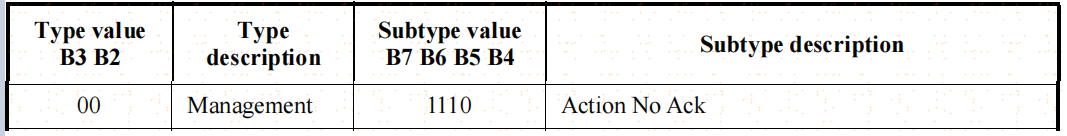 Type value
B3 B2
Type
description
Subtype value
B7 B6 B5 B4
Subtype description
00
Management
1110
Action No Ack